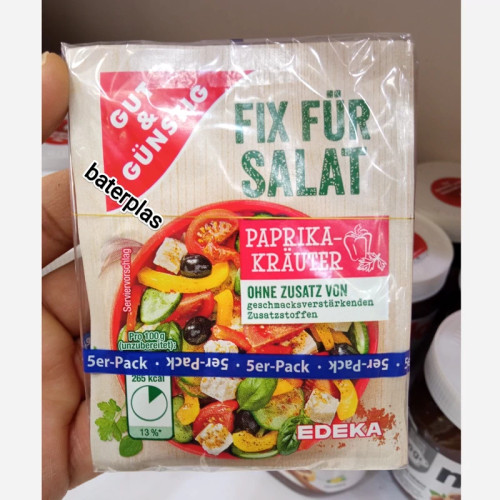 GUT
&
GÜNSTIG
baterplas
FIX FÜR
SALAT
PAPRIKA-
KRÄUTER
OHNE ZUSATZ VON
geschmacksverstärkenden
Zusatzstoffen
Serviervorschlag
Pro 100g
(unzubereitet):
5er-Pack · 5er-Pack · 5er-Pack · 5er-Pack
265 kcal
13 %*
EDEKA